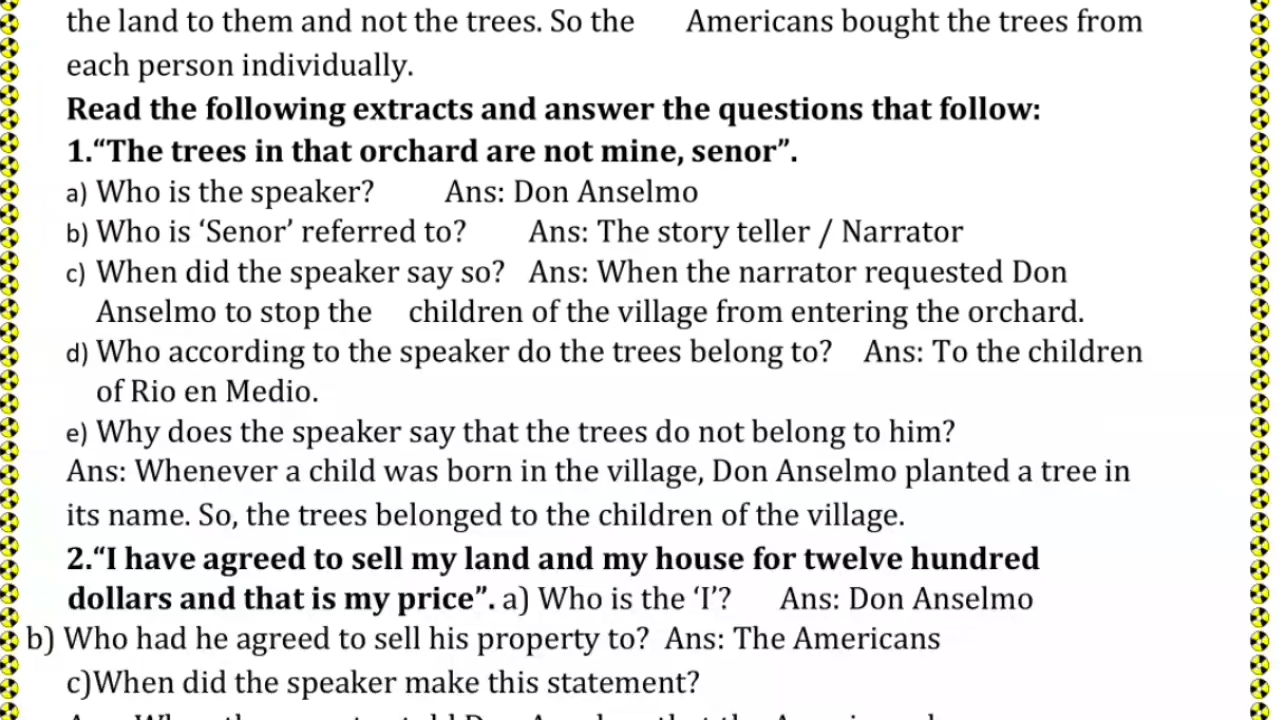 the land to them and not the trees. So the Americans bought the trees from
each person individually.
Read the following extracts and answer the questions that follow:
1.“The trees in that orchard are not mine, senor”.
a) Who is the speaker? Ans: Don Anselmo
b) Who is ‘Senor’ referred to? Ans: The story teller / Narrator
c) When did the speaker say so? Ans: When the narrator requested Don
Anselmo to stop the children of the village from entering the orchard.
d) Who according to the speaker do the trees belong to? Ans: To the children
of Rio en Medio.
e) Why does the speaker say that the trees do not belong to him?
Ans: Whenever a child was born in the village, Don Anselmo planted a tree in
its name. So, the trees belonged to the children of the village.
2.“I have agreed to sell my land and my house for twelve hundred
dollars and that is my price”. a) Who is the ‘I’? Ans: Don Anselmo
b) Who had he agreed to sell his property to? Ans: The Americans
c)When did the speaker make this statement?